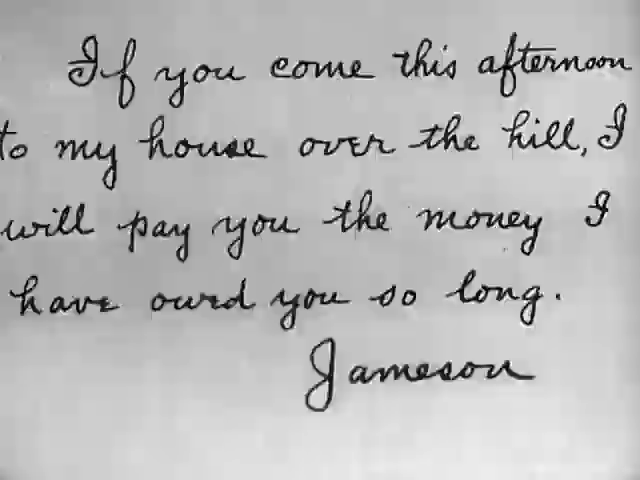 If you come this afternoon
to my house over the hill, I
will pay you the money I
have owed you so long.
Jameson